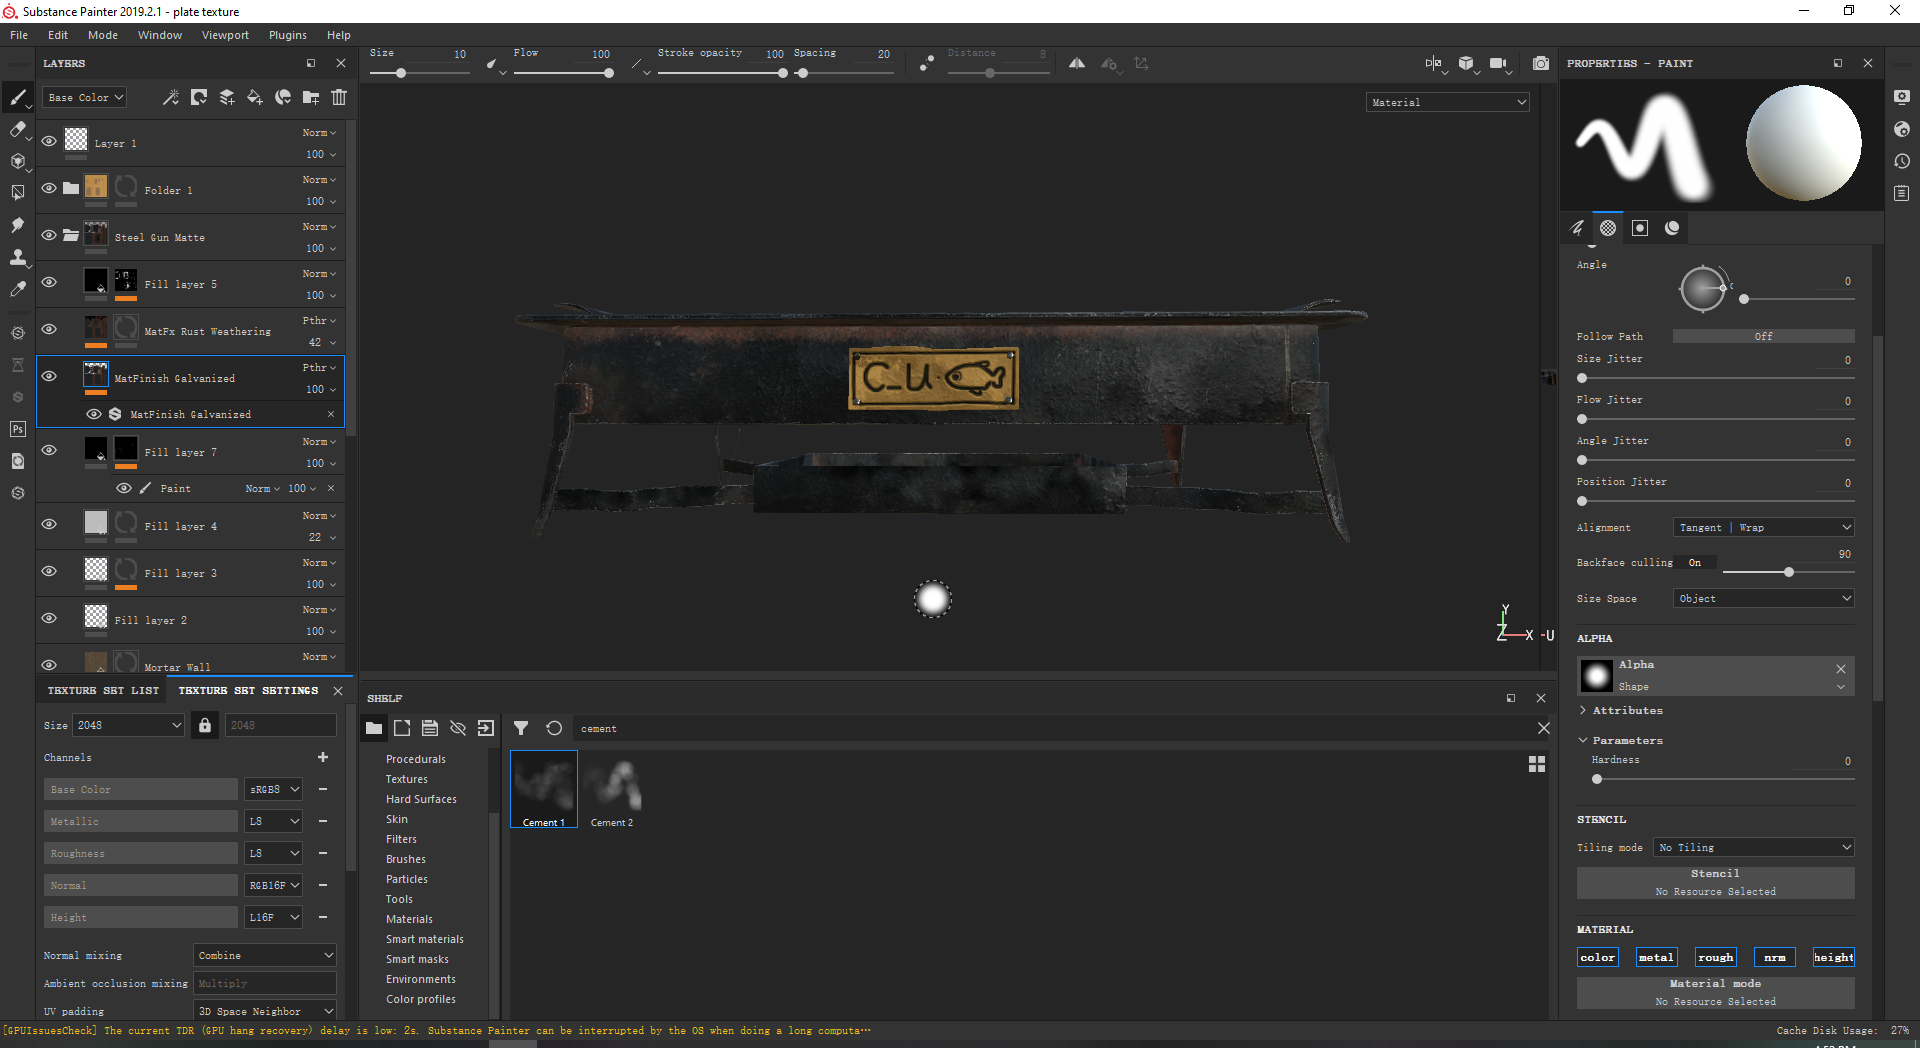 Substance Painter 2019.2.1 - plate texture
File Edit Mode Window Viewport Plugins Help
LAYERS
Base Color
Layer 1 Norm 100
Folder 1 Norm 100
Steel Gun Matte Norm 100
Fill layer 5 Norm 100
MatFx Rust Weathering Pthr 42
MatFinish Galvanized Pthr 100
MatFinish Galvanized
Fill layer 7 Norm 100
Paint Norm 100
Fill layer 4 Norm 22
Fill layer 3 Norm 100
Fill layer 2 Norm 100
Mortar Wall Norm
TEXTURE SET LIST TEXTURE SET SETTINGS
Size 2048 2048
Channels
Base Color sRGB8
Metallic L8
Roughness L8
Normal RGB16F
Height L16F
Normal mixing Combine
Ambient occlusion mixing Multiply
UV padding 3D Space Neighbor
Size 10 Flow 100 Stroke opacity 100 Spacing 20 Distance 8
Material
C_U
Y
Z X -U
Ps
SHELF
cement
Procedurals
Textures
Hard Surfaces
Skin
Filters
Brushes
Particles
Tools
Materials
Smart materials
Smart masks
Environments
Color profiles
Cement 1 Cement 2
PROPERTIES - PAINT
Angle 0
Follow Path Off
Size Jitter 0
Flow Jitter 0
Angle Jitter 0
Position Jitter 0
Alignment Tangent | Wrap
Backface culling On 90
Size Space Object
ALPHA
Alpha
Shape
Attributes
Parameters
Hardness 0
STENCIL
Tiling mode No Tiling
Stencil
No Resource Selected
MATERIAL
color metal rough nrm height
Material mode
No Resource Selected
[GPUIssuesCheck] The current TDR (GPU hang recovery) delay is low: 2s. Substance Painter can be interrupted by the OS when doing a long computa…
Cache Disk Usage: 27%